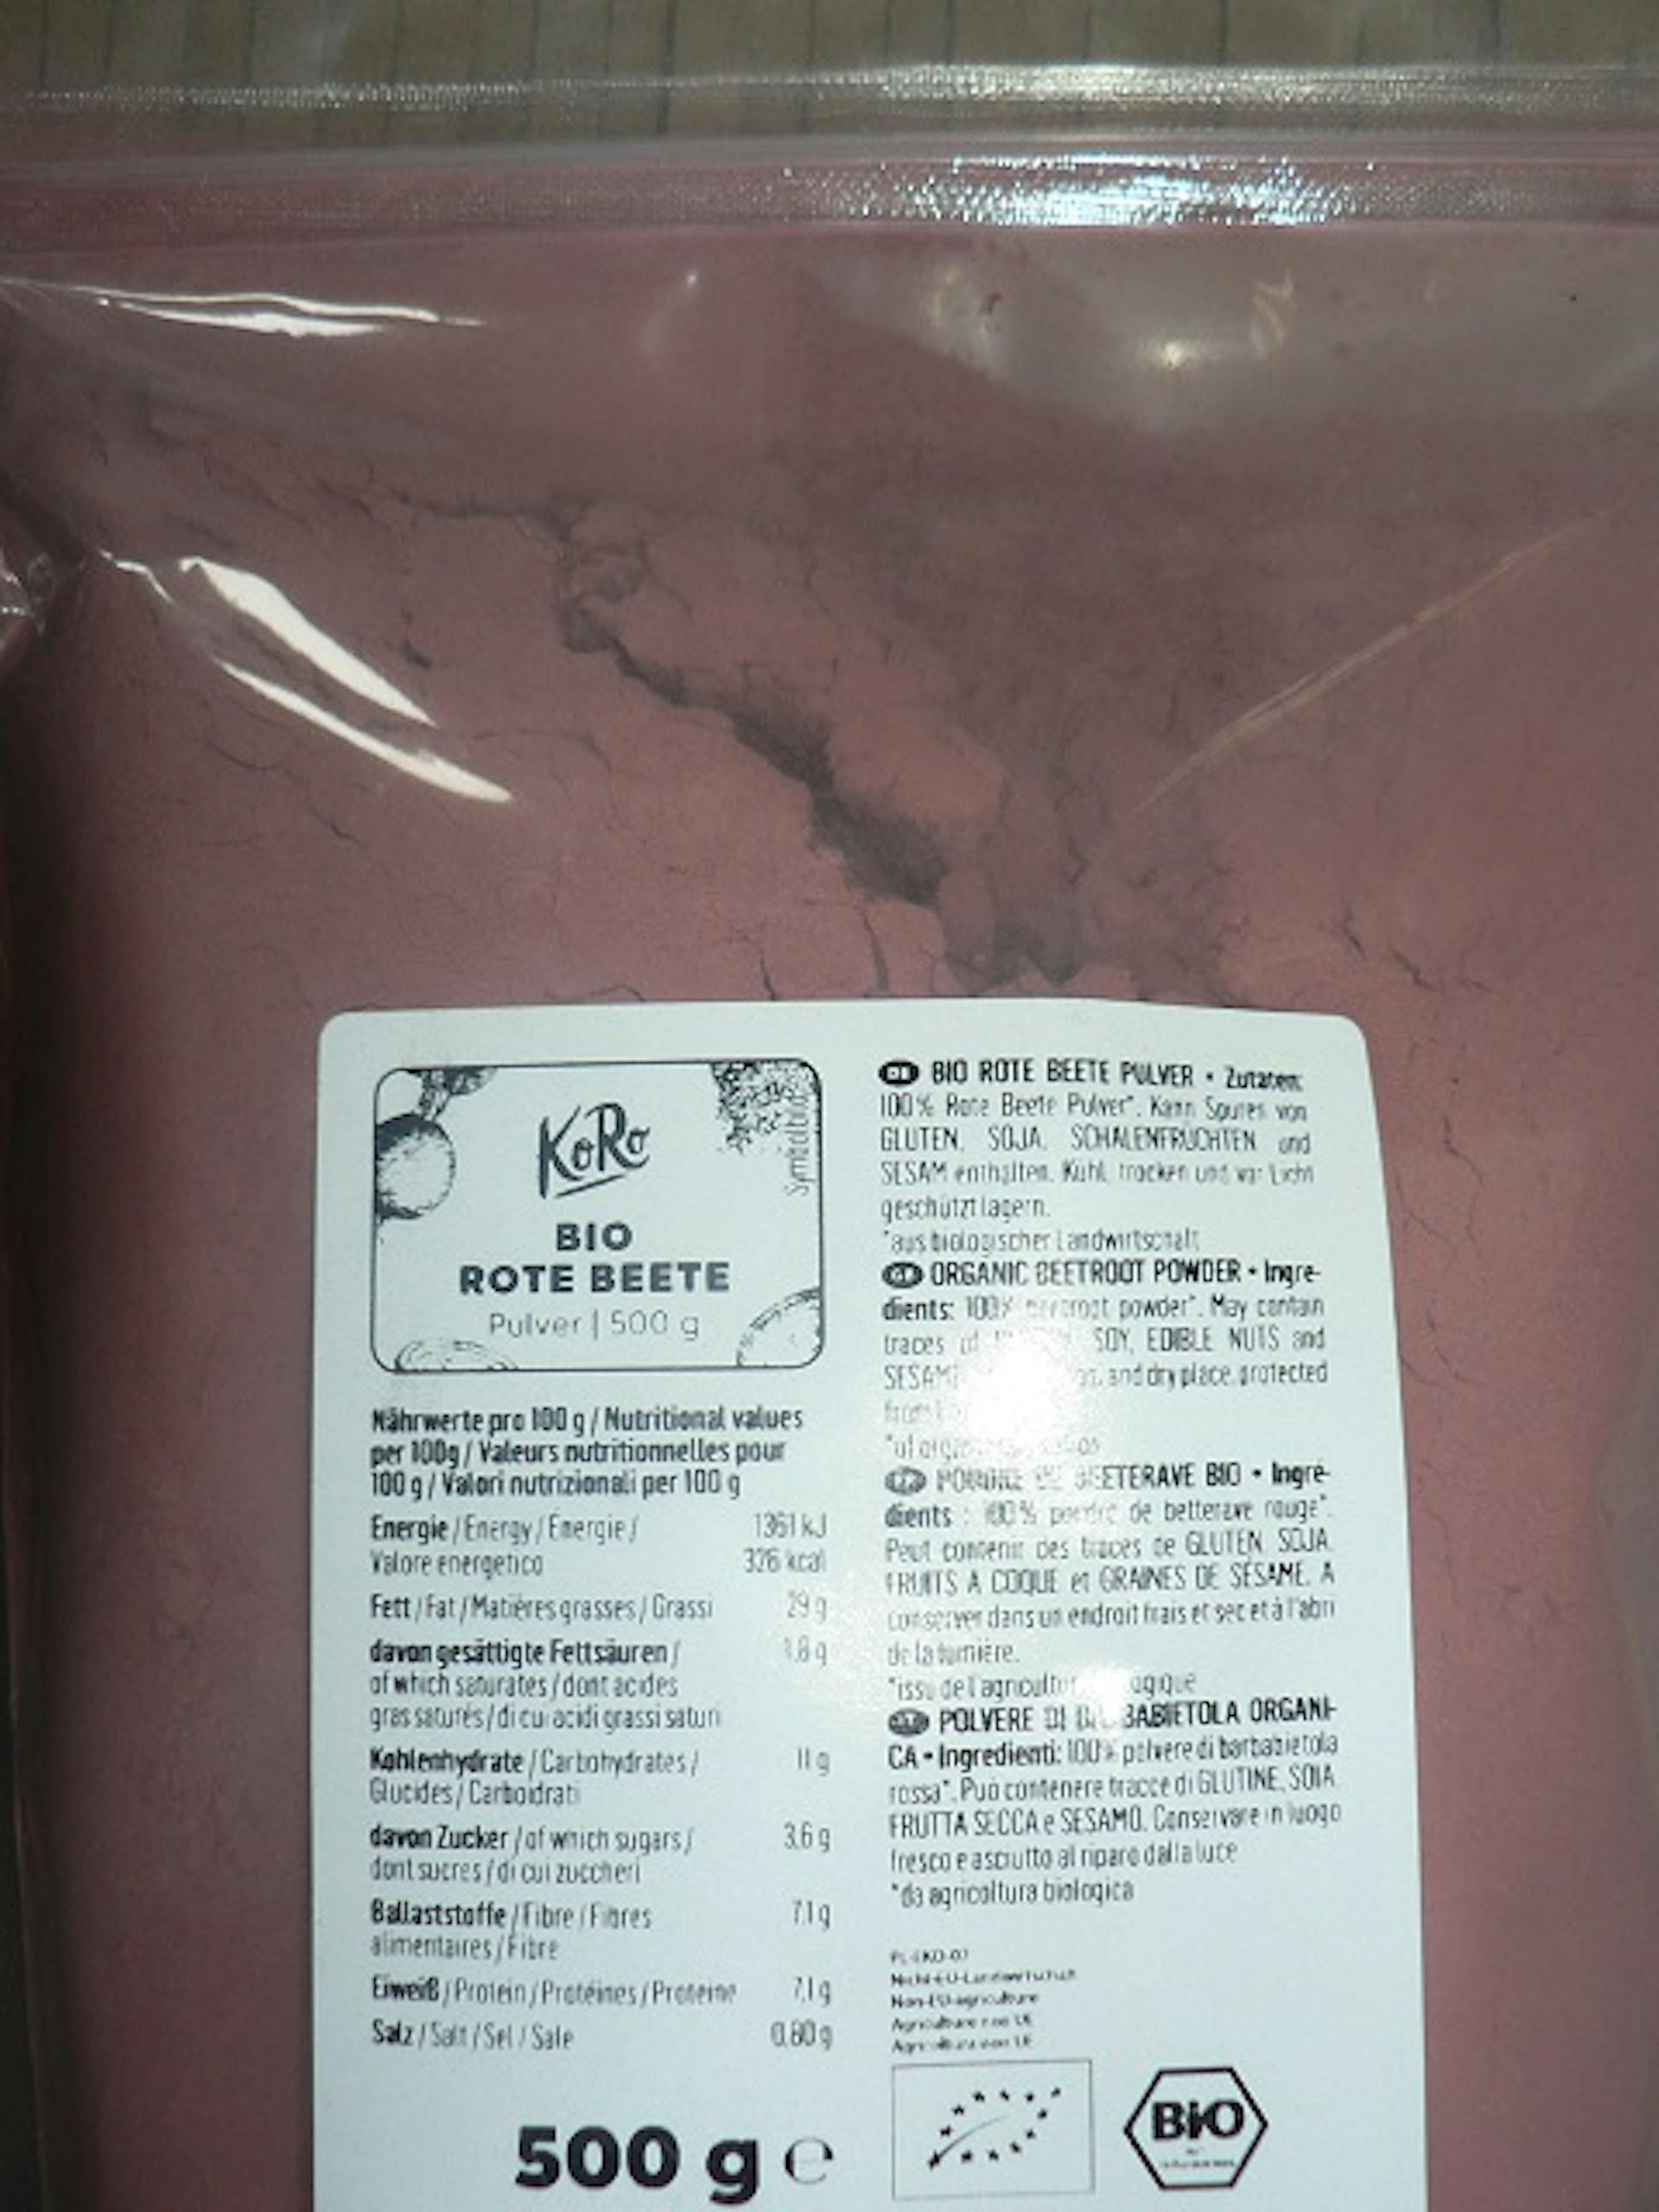 KoRo
Symbolbild
BIO
ROTE BEETE
Pulver | 500 g
Nährwerte pro 100 g / Nutritional values
per 100g / Valeurs nutritionnelles pour
100 g / Valori nutrizionali per 100 g
Energie / Energy / Énergie / 1361 kJ
Valore energetico 326 kcal
Fett / Fat / Matières grasses / Grassi 29 g
davon gesättigte Fettsäuren / 1.8 g
of which saturates / dont acides
gras saturés / di cui acidi grassi saturi
Kohlenhydrate / Carbohydrates / 11 g
Glucides / Carboidrati
davon Zucker / of which sugars / 3.6 g
dont sucres / di cui zuccheri
Ballaststoffe / Fibre / Fibres 7.1 g
alimentaires / Fibre
Eiweiß / Protein / Protéines / Proteine 7.1 g
Salz / Salt / Sel / Sale 0.80 g
500 g e
DE BIO ROTE BEETE PULVER • Zutaten:
100 % Rote Beete Pulver*. Kann Spuren von
GLUTEN, SOJA, SCHALENFRÜCHTEN und
SESAM enthalten. Kühl, trocken und vor Licht
geschützt lagern.
*aus biologischer Landwirtschaft
ORGANIC BEETROOT POWDER • Ingre-
dients: 100% beetroot powder*. May contain
traces of SOY, EDIBLE NUTS and
SESAME and dry place, protected
from
*of
POUDRE DE BETTERAVE BIO • Ingré-
dients : 100 % poudre de betterave rouge*.
Peut contenir des traces de GLUTEN, SOJA,
FRUITS A COQUE et GRAINES DE SÉSAME. A
conserver dans un endroit frais et sec et à l'abri
de la lumière.
*issu de l'agriculture
POLVERE DI BARBABIETOLA ORGANI-
CA • Ingredienti: 100% polvere di barbabietola
rossa*. Può contenere tracce di GLUTINE, SOIA,
FRUTTA SECCA e SESAMO. Conservare in luogo
fresco e asciutto al riparo dalla luce
*da agricoltura biologica
PL-EKO-07
Nicht-EU-Landwirtschaft
Non-EU-agriculture
Agriculture non UE
Agricoltura non UE
BIO